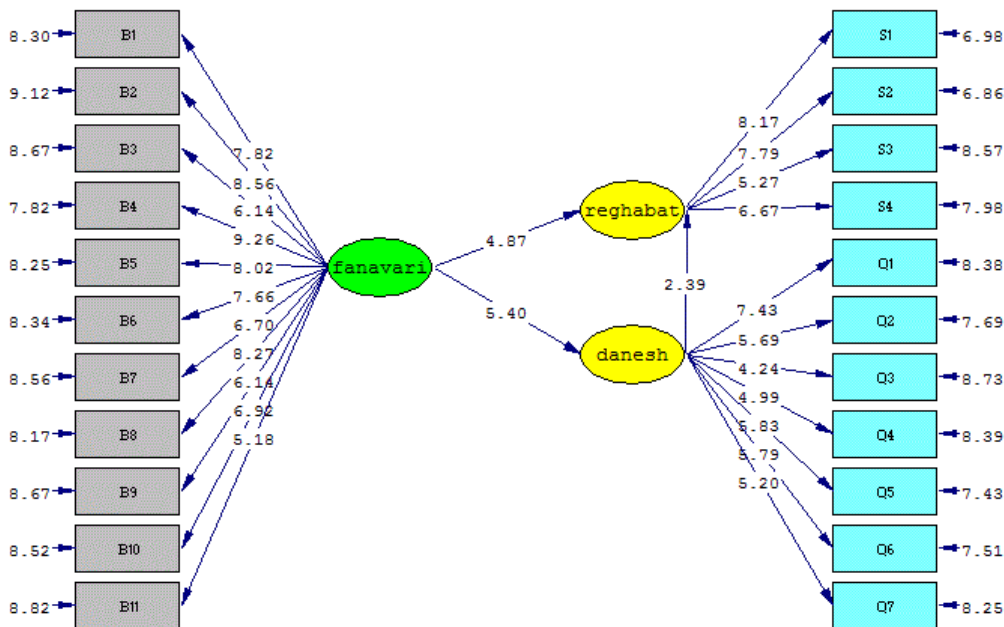 8.30 B1
9.12 B2
8.67 B3
7.82 B4
8.25 B5
8.34 B6
8.56 B7
8.17 B8
8.67 B9
8.52 B10
8.82 B11
7.82
8.56
6.14
9.26
8.02
7.66
6.70
8.27
6.14
6.92
5.18
fanavari
4.87
5.40
reghabat
2.39
danesh
8.17
7.79
5.27
6.67
7.43
5.69
4.24
4.99
5.83
5.79
5.20
S1 6.98
S2 6.86
S3 8.57
S4 7.98
Q1 8.38
Q2 7.69
Q3 8.73
Q4 8.39
Q5 7.43
Q6 7.51
Q7 8.25